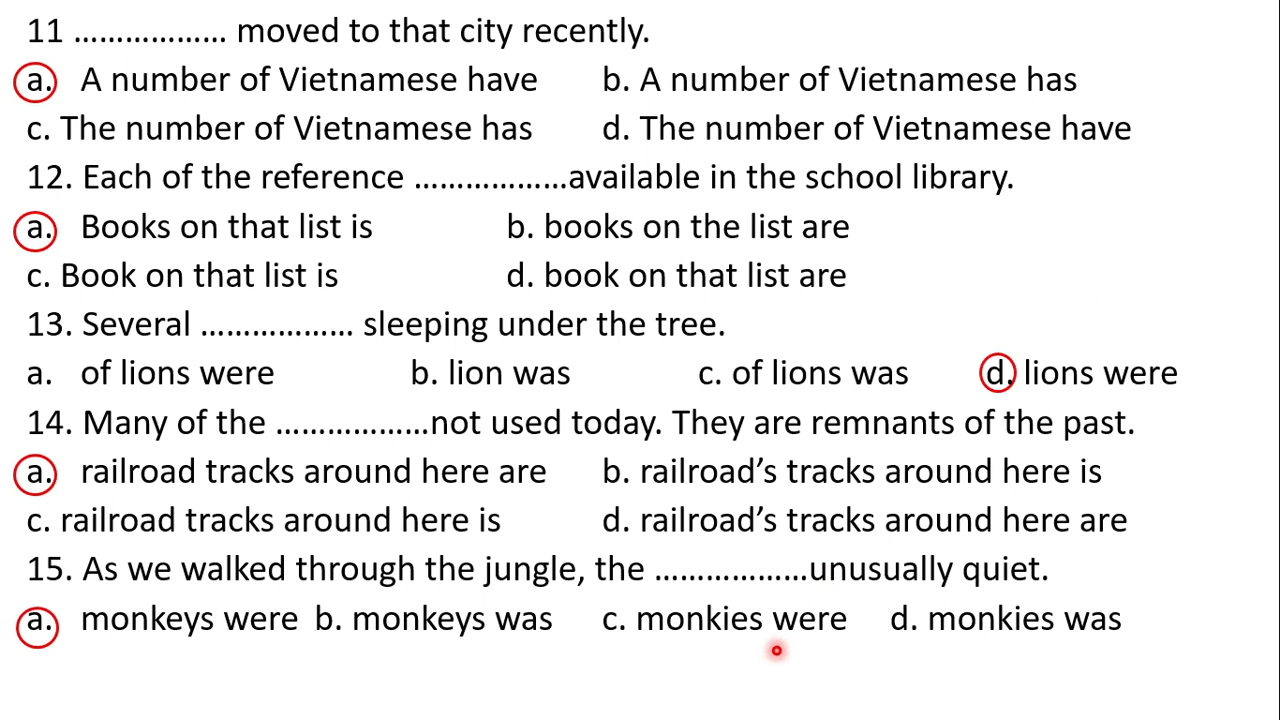 11 ……………… moved to that city recently.
a. A number of Vietnamese have b. A number of Vietnamese has
c. The number of Vietnamese has d. The number of Vietnamese have
12. Each of the reference ………………available in the school library.
a. Books on that list is b. books on the list are
c. Book on that list is d. book on that list are
13. Several ……………… sleeping under the tree.
a. of lions were b. lion was c. of lions was d. lions were
14. Many of the ………………not used today. They are remnants of the past.
a. railroad tracks around here are b. railroad’s tracks around here is
c. railroad tracks around here is d. railroad’s tracks around here are
15. As we walked through the jungle, the ………………unusually quiet.
a. monkeys were b. monkeys was c. monkies were d. monkies was